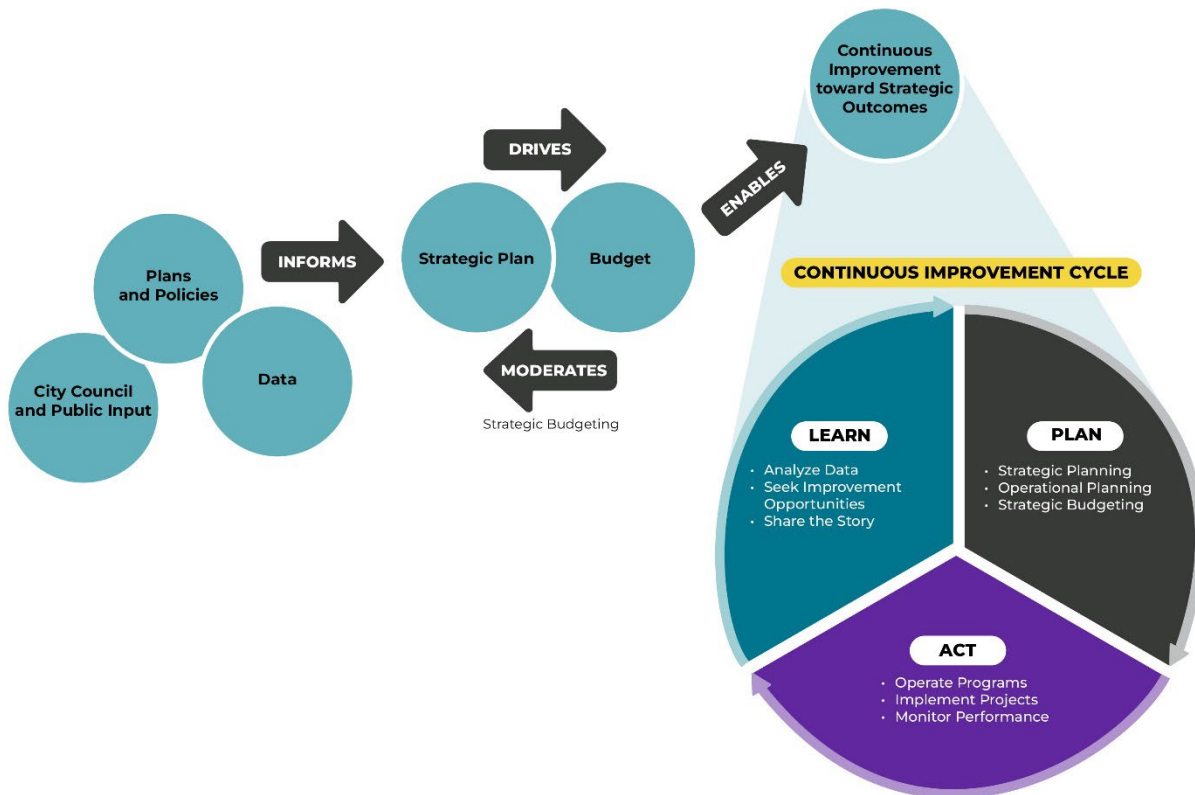 City Council
and Public Input
Plans
and Policies
Data
INFORMS
DRIVES
Strategic Plan
Budget
MODERATES
Strategic Budgeting
ENABLES
Continuous
Improvement
toward Strategic
Outcomes
CONTINUOUS IMPROVEMENT CYCLE
LEARN
· Analyze Data
· Seek Improvement
Opportunities
· Share the Story
PLAN
· Strategic Planning
· Operational Planning
· Strategic Budgeting
ACT
· Operate Programs
· Implement Projects
· Monitor Performance